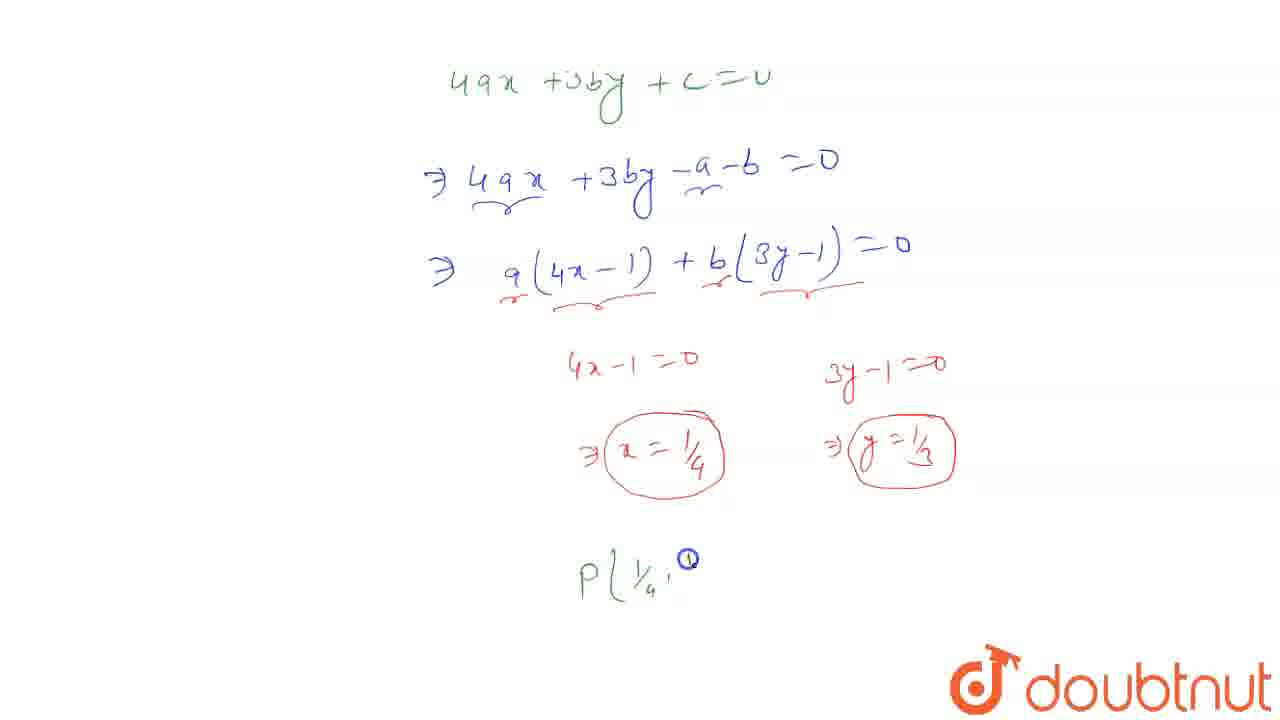 4ax + 3by + c = 0
⇒ 4ax + 3by - a - b = 0
⇒ a(4x - 1) + b(3y - 1) = 0
4x - 1 = 0 3y - 1 = 0
⇒ x = 1/4 ⇒ y = 1/3
P(1/4, 1
doubtnut